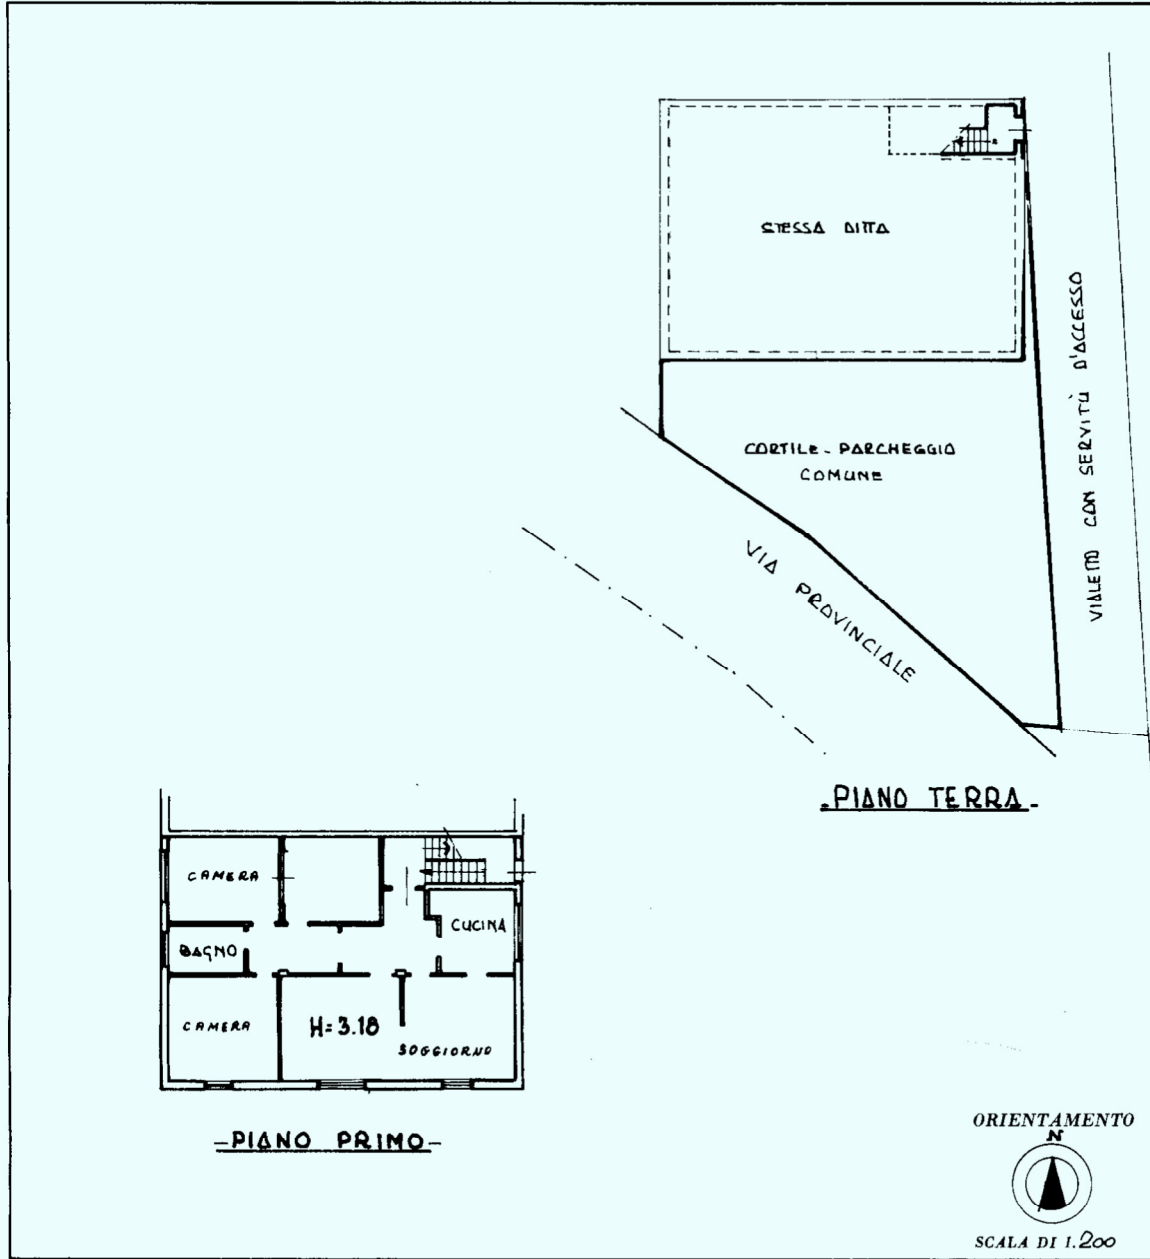 STESSA DITTA
CORTILE - PARCHEGGIO
COMUNE
VIALETTO CON SERVITÙ D'ACCESSO
VIA PROVINCIALE
-PIANO TERRA-
CAMERA
CUCINA
BAGNO
CAMERA
H=3.18
SOGGIORNO
-PIANO PRIMO-
ORIENTAMENTO
N
SCALA DI 1.200